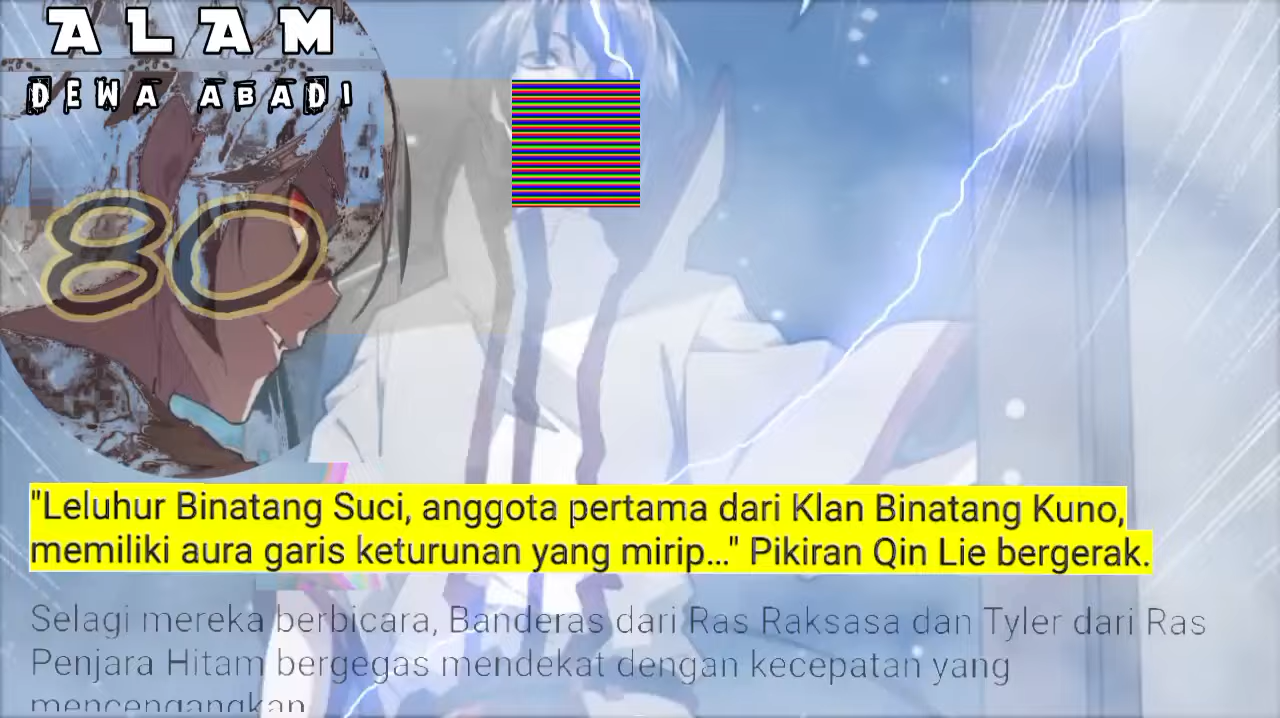 ALAM
DEWA ABADI
80
"Leluhur Binatang Suci, anggota pertama dari Klan Binatang Kuno,
memiliki aura garis keturunan yang mirip..." Pikiran Qin Lie bergerak.
Selagi mereka berbicara, Banderas dari Ras Raksasa dan Tyler dari Ras
Penjara Hitam bergegas mendekat dengan kecepatan yang
mencengangkan